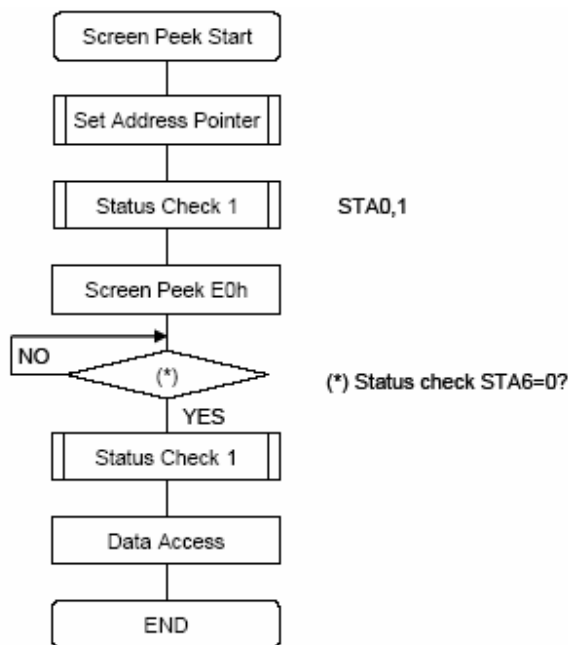 Screen Peek Start
Set Address Pointer
Status Check 1
STA0,1
Screen Peek E0h
NO
(*)
(*) Status check STA6=0?
YES
Status Check 1
Data Access
END